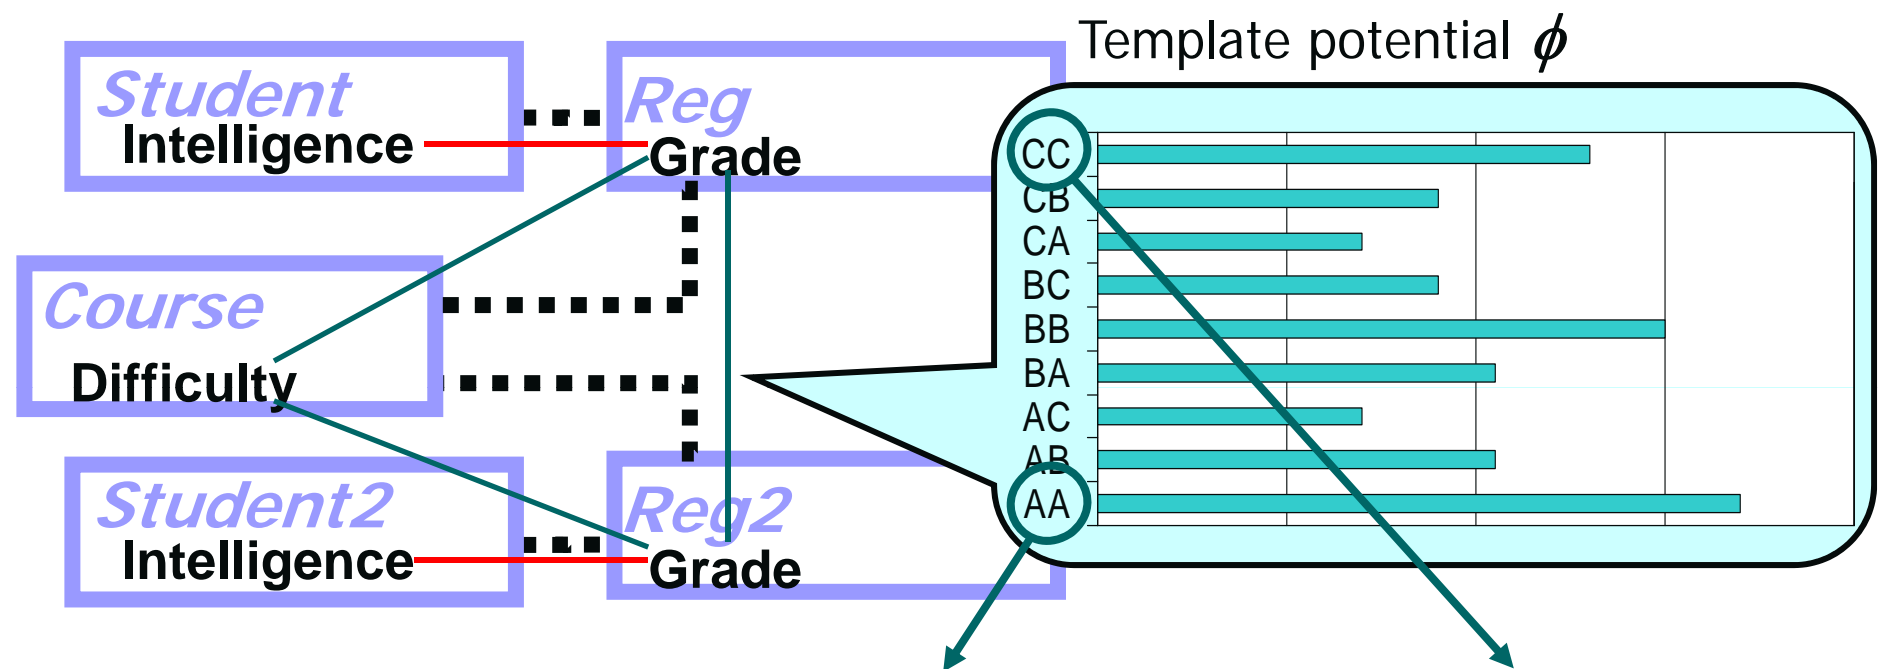 Template potential ϕ
Student
Intelligence
Reg
Grade
Course
Difficulty
Student2
Intelligence
Reg2
Grade
CC
CB
CA
BC
BB
BA
AC
AB
AA